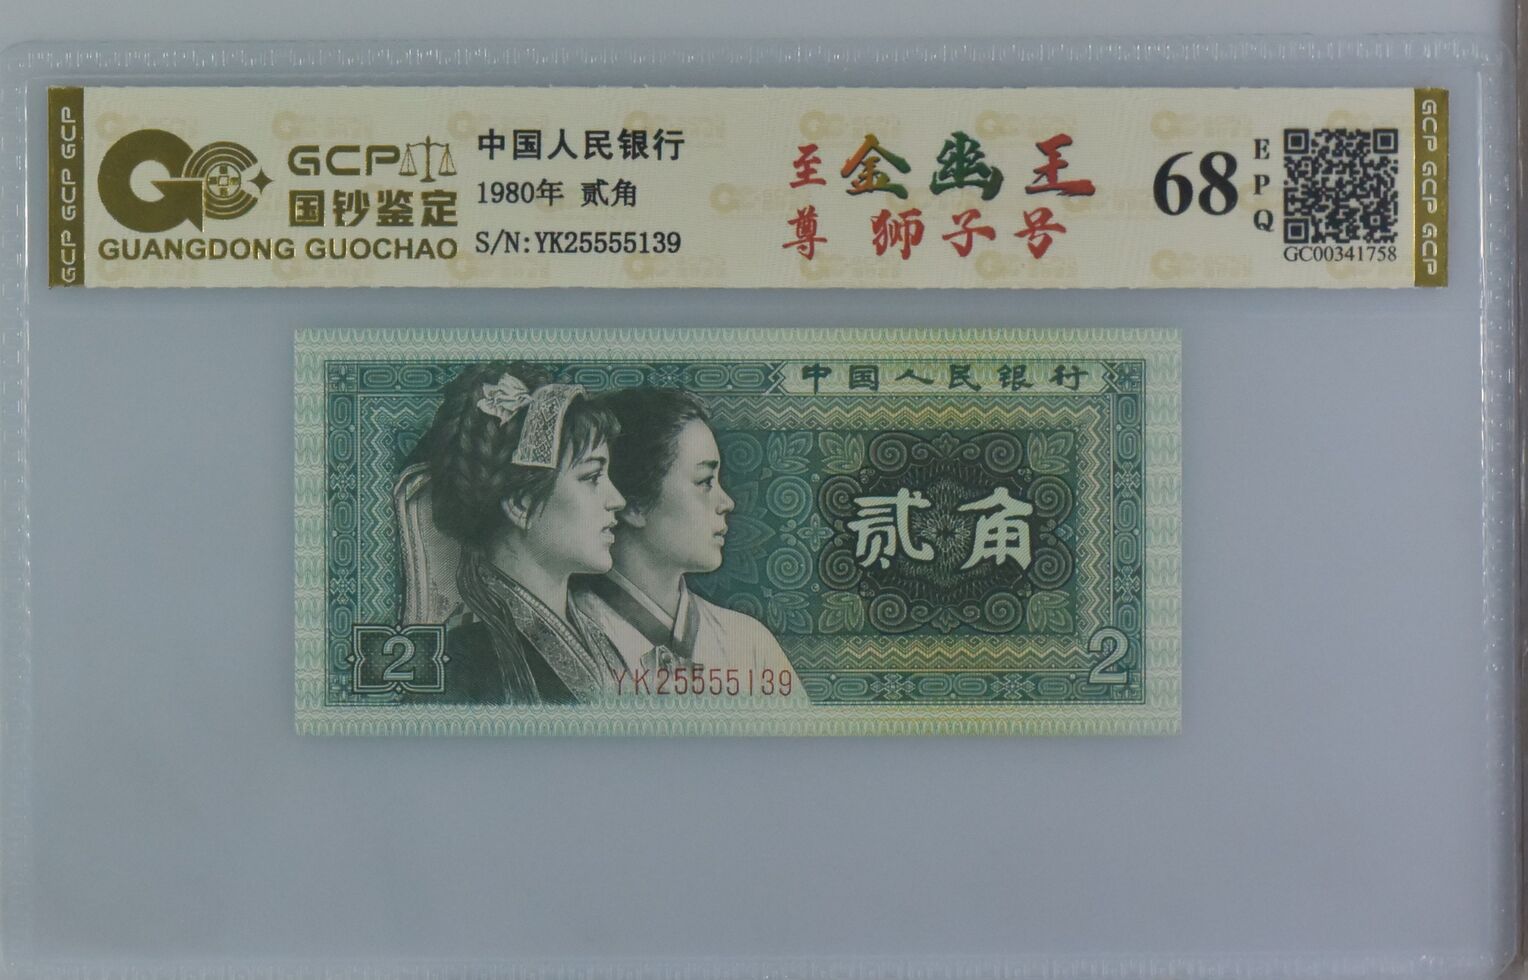 GCP GCP GCP
GCP
国钞鉴定
GUANGDONG GUOCHAO
中国人民银行
1980年 贰角
S/N:YK25555139
至尊
金幽王
狮子号
68
EPQ
GC00341758
GCP GCP GCP
中国人民银行
贰角
2
2
YK25555139